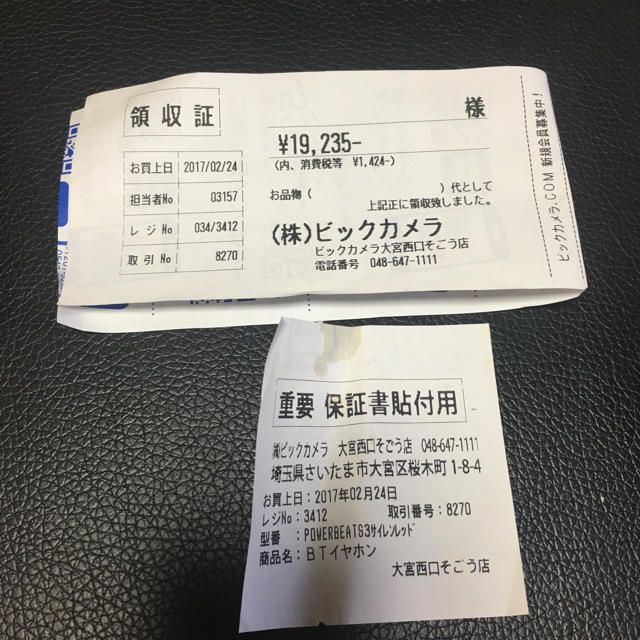 領収証
様
¥19,235-
(内、消費税等 ¥1,424-)
お買上日 2017/02/24
担当者No 03157
レジNo 034/3412
取引No 8270
お品物( )代として
上記正に領収致しました。
(株)ビックカメラ
ビックカメラ大宮西口そごう店
電話番号 048-647-1111
ビックカメラ.COM 新規会員募集中!
重要 保証書貼付用
㈱ビックカメラ 大宮西口そごう店 048-647-1111
埼玉県さいたま市大宮区桜木町1-8-4
お買上日:2017年02月24日
レジNo:3412 取引番号:8270
型番 :POWERBEATS3サイレンレッド
商品名:BTイヤホン
大宮西口そごう店